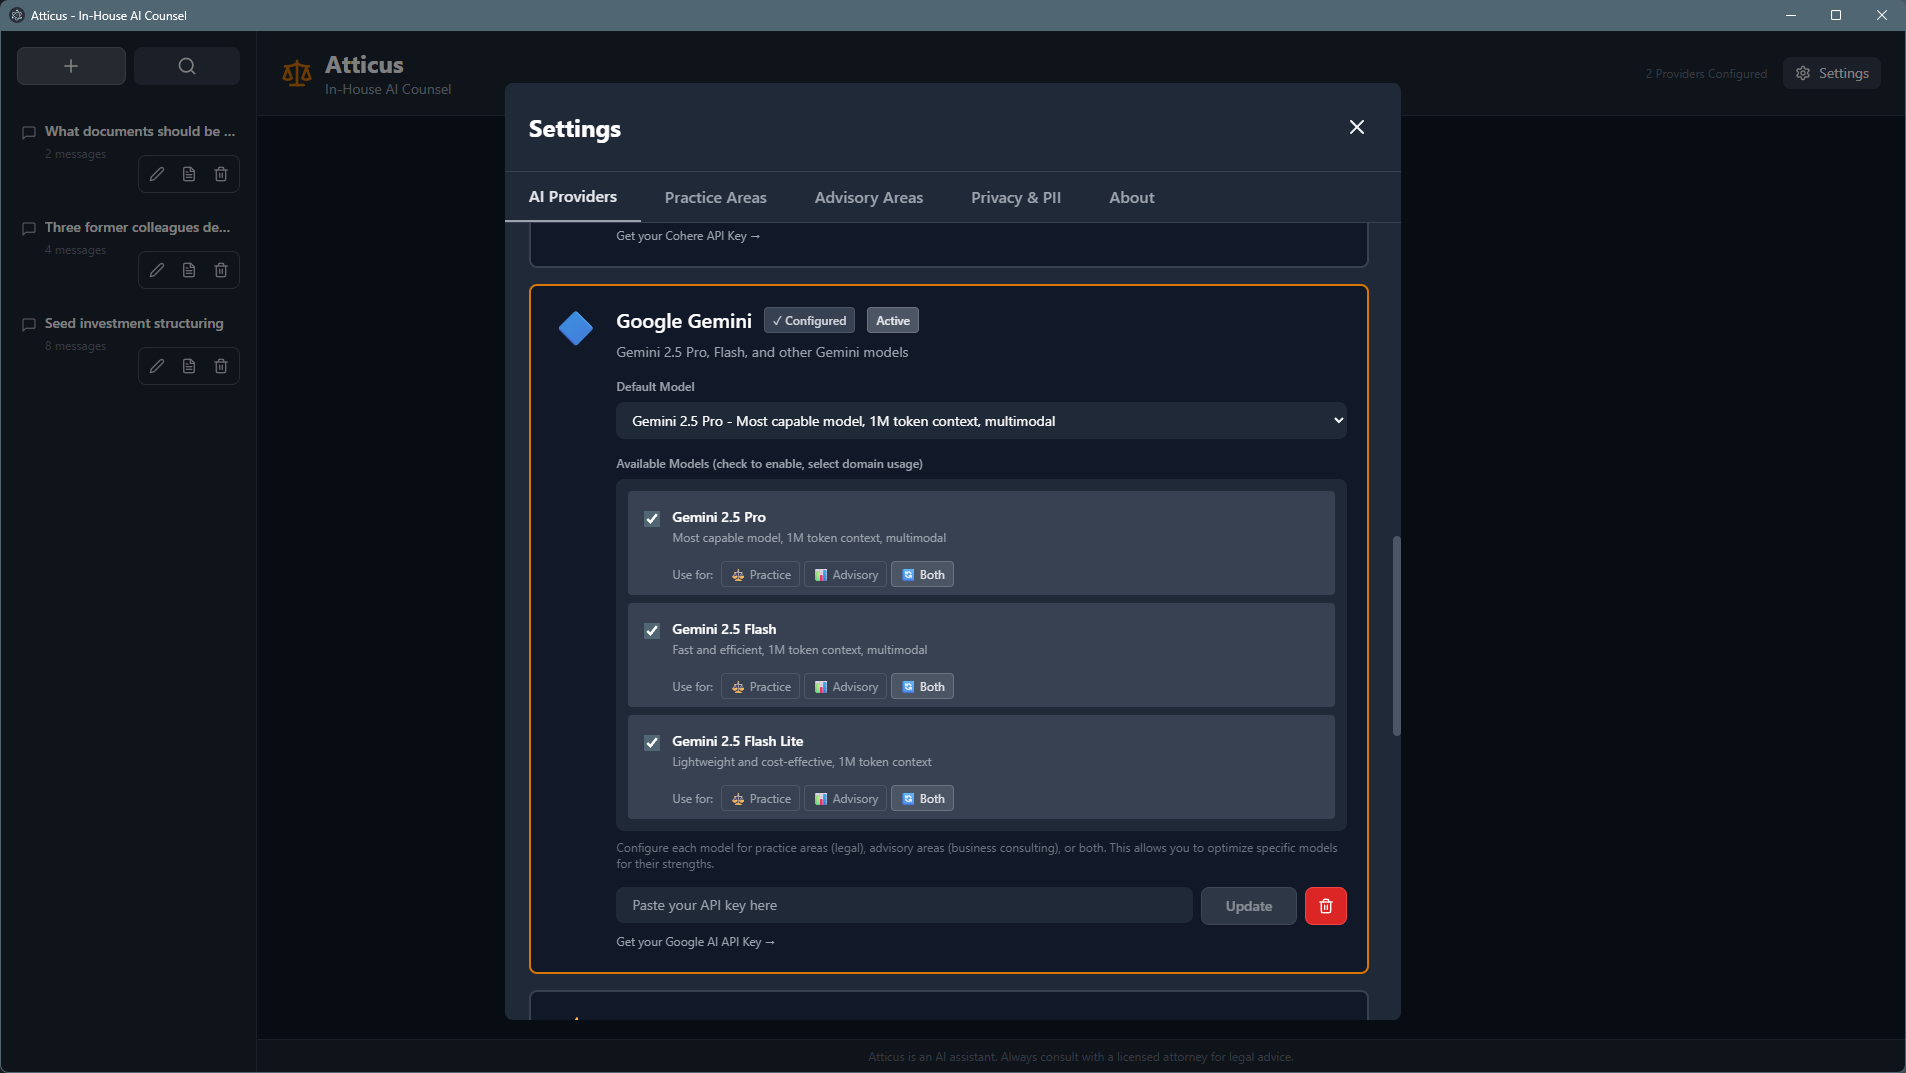 Atticus - In-House AI Counsel
Atticus
In-House AI Counsel
2 Providers Configured
Settings
What documents should be ...
2 messages
Three former colleagues de...
4 messages
Seed investment structuring
8 messages
Settings
AI Providers
Practice Areas
Advisory Areas
Privacy & PII
About
Get your Cohere API Key →
Google Gemini
✓ Configured
Active
Gemini 2.5 Pro, Flash, and other Gemini models
Default Model
Gemini 2.5 Pro - Most capable model, 1M token context, multimodal
Available Models (check to enable, select domain usage)
Gemini 2.5 Pro
Most capable model, 1M token context, multimodal
Use for: Practice Advisory Both
Gemini 2.5 Flash
Fast and efficient, 1M token context, multimodal
Use for: Practice Advisory Both
Gemini 2.5 Flash Lite
Lightweight and cost-effective, 1M token context
Use for: Practice Advisory Both
Configure each model for practice areas (legal), advisory areas (business consulting), or both. This allows you to optimize specific models
for their strengths.
Paste your API key here
Update
Get your Google AI API Key →
Atticus is an AI assistant. Always consult with a licensed attorney for legal advice.